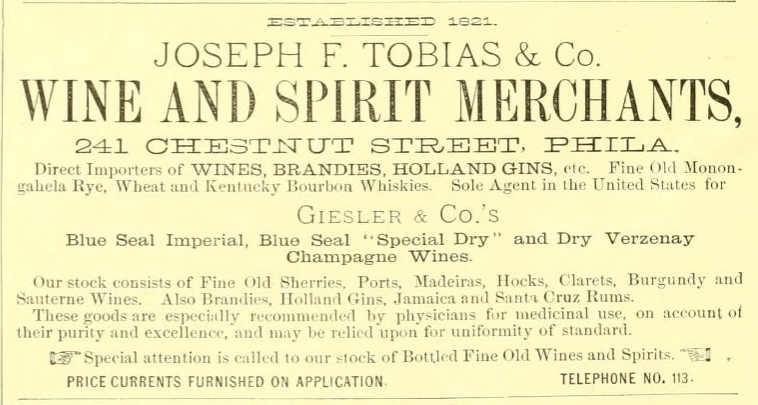 ESTABLISHED 1821.
JOSEPH F. TOBIAS & Co.
WINE AND SPIRIT MERCHANTS,
241 CHESTNUT STREET, PHILA.
Direct Importers of WINES, BRANDIES, HOLLAND GINS, etc. Fine Old Monon-
gahela Rye, Wheat and Kentucky Bourbon Whiskies. Sole Agent in the United States for
GIESLER & CO.'S
Blue Seal Imperial, Blue Seal "Special Dry" and Dry Verzenay
Champagne Wines.
Our stock consists of Fine Old Sherries, Ports, Madeiras, Hocks, Clarets, Burgundy and
Sauterne Wines. Also Brandies, Holland Gins, Jamaica and Santa Cruz Rums.
These goods are especially recommended by physicians for medicinal use, on account of
their purity and excellence, and may be relied upon for uniformity of standard.
☞ Special attention is called to our stock of Bottled Fine Old Wines and Spirits. ☜
PRICE CURRENTS FURNISHED ON APPLICATION. TELEPHONE NO. 113.